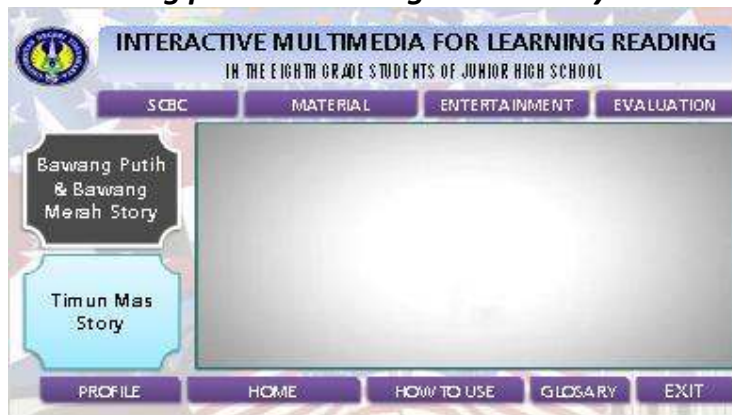 INTERACTIVE MULTIMEDIA FOR LEARNING READING
IN THE EIGHTH GRADE STUDENTS OF JUNIOR HIGH SCHOOL
SCBC MATERIAL ENTERTAINMENT EVALUATION
Bawang Putih
& Bawang
Merah Story
Timun Mas
Story
PROFILE HOME HOW TO USE GLOSARY EXIT